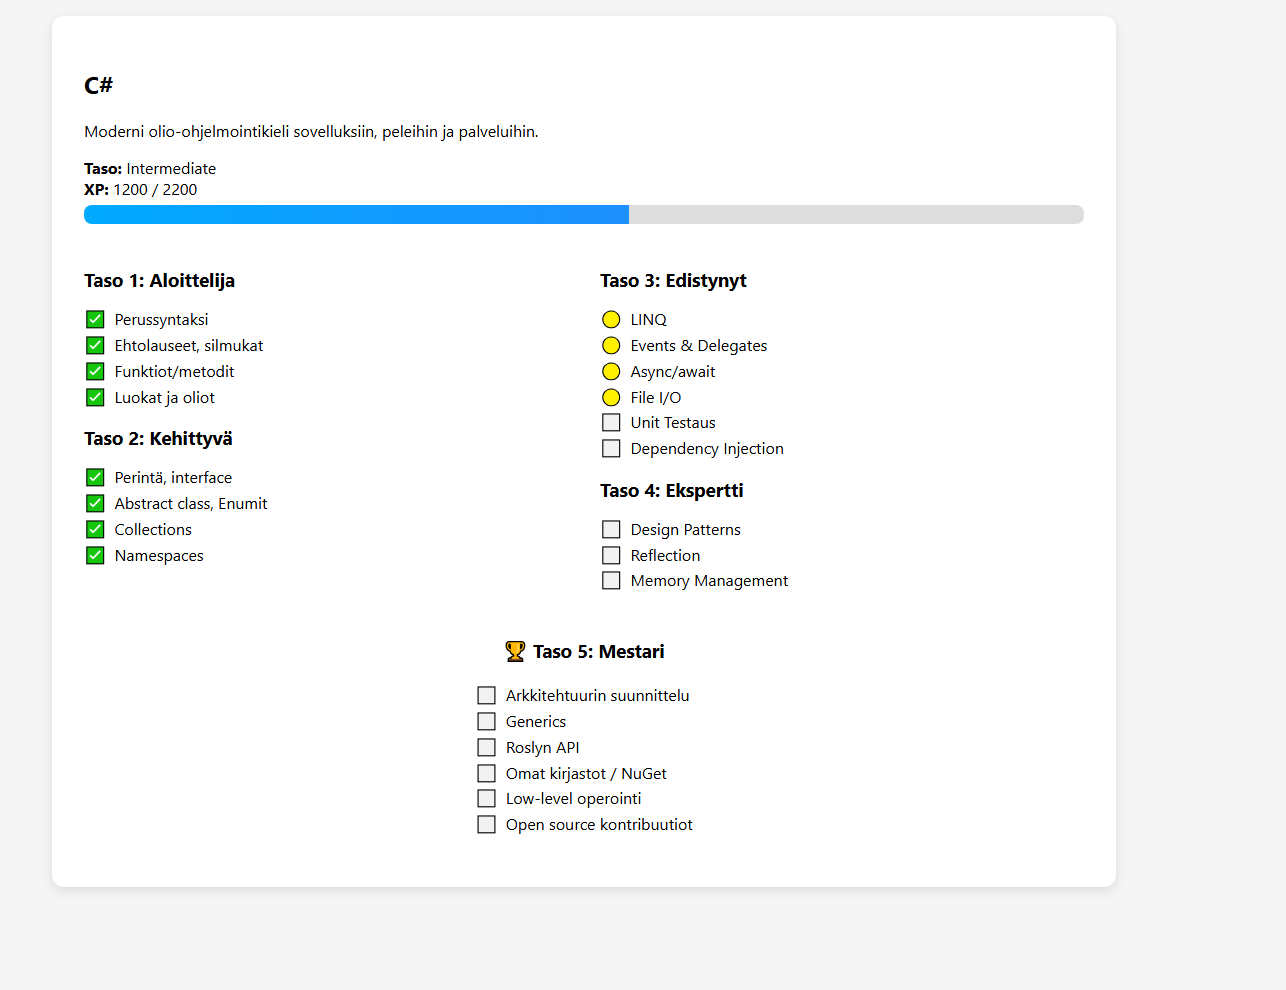 C#
Moderni olio-ohjelmointikieli sovelluksiin, peleihin ja palveluihin.
Taso: Intermediate
XP: 1200 / 2200
Taso 1: Aloittelija
Perussyntaksi
Ehtolauseet, silmukat
Funktiot/metodit
Luokat ja oliot
Taso 2: Kehittyvä
Perintä, interface
Abstract class, Enumit
Collections
Namespaces
Taso 3: Edistynyt
LINQ
Events & Delegates
Async/await
File I/O
Unit Testaus
Dependency Injection
Taso 4: Ekspertti
Design Patterns
Reflection
Memory Management
Taso 5: Mestari
Arkkitehtuurin suunnittelu
Generics
Roslyn API
Omat kirjastot / NuGet
Low-level operointi
Open source kontribuutiot